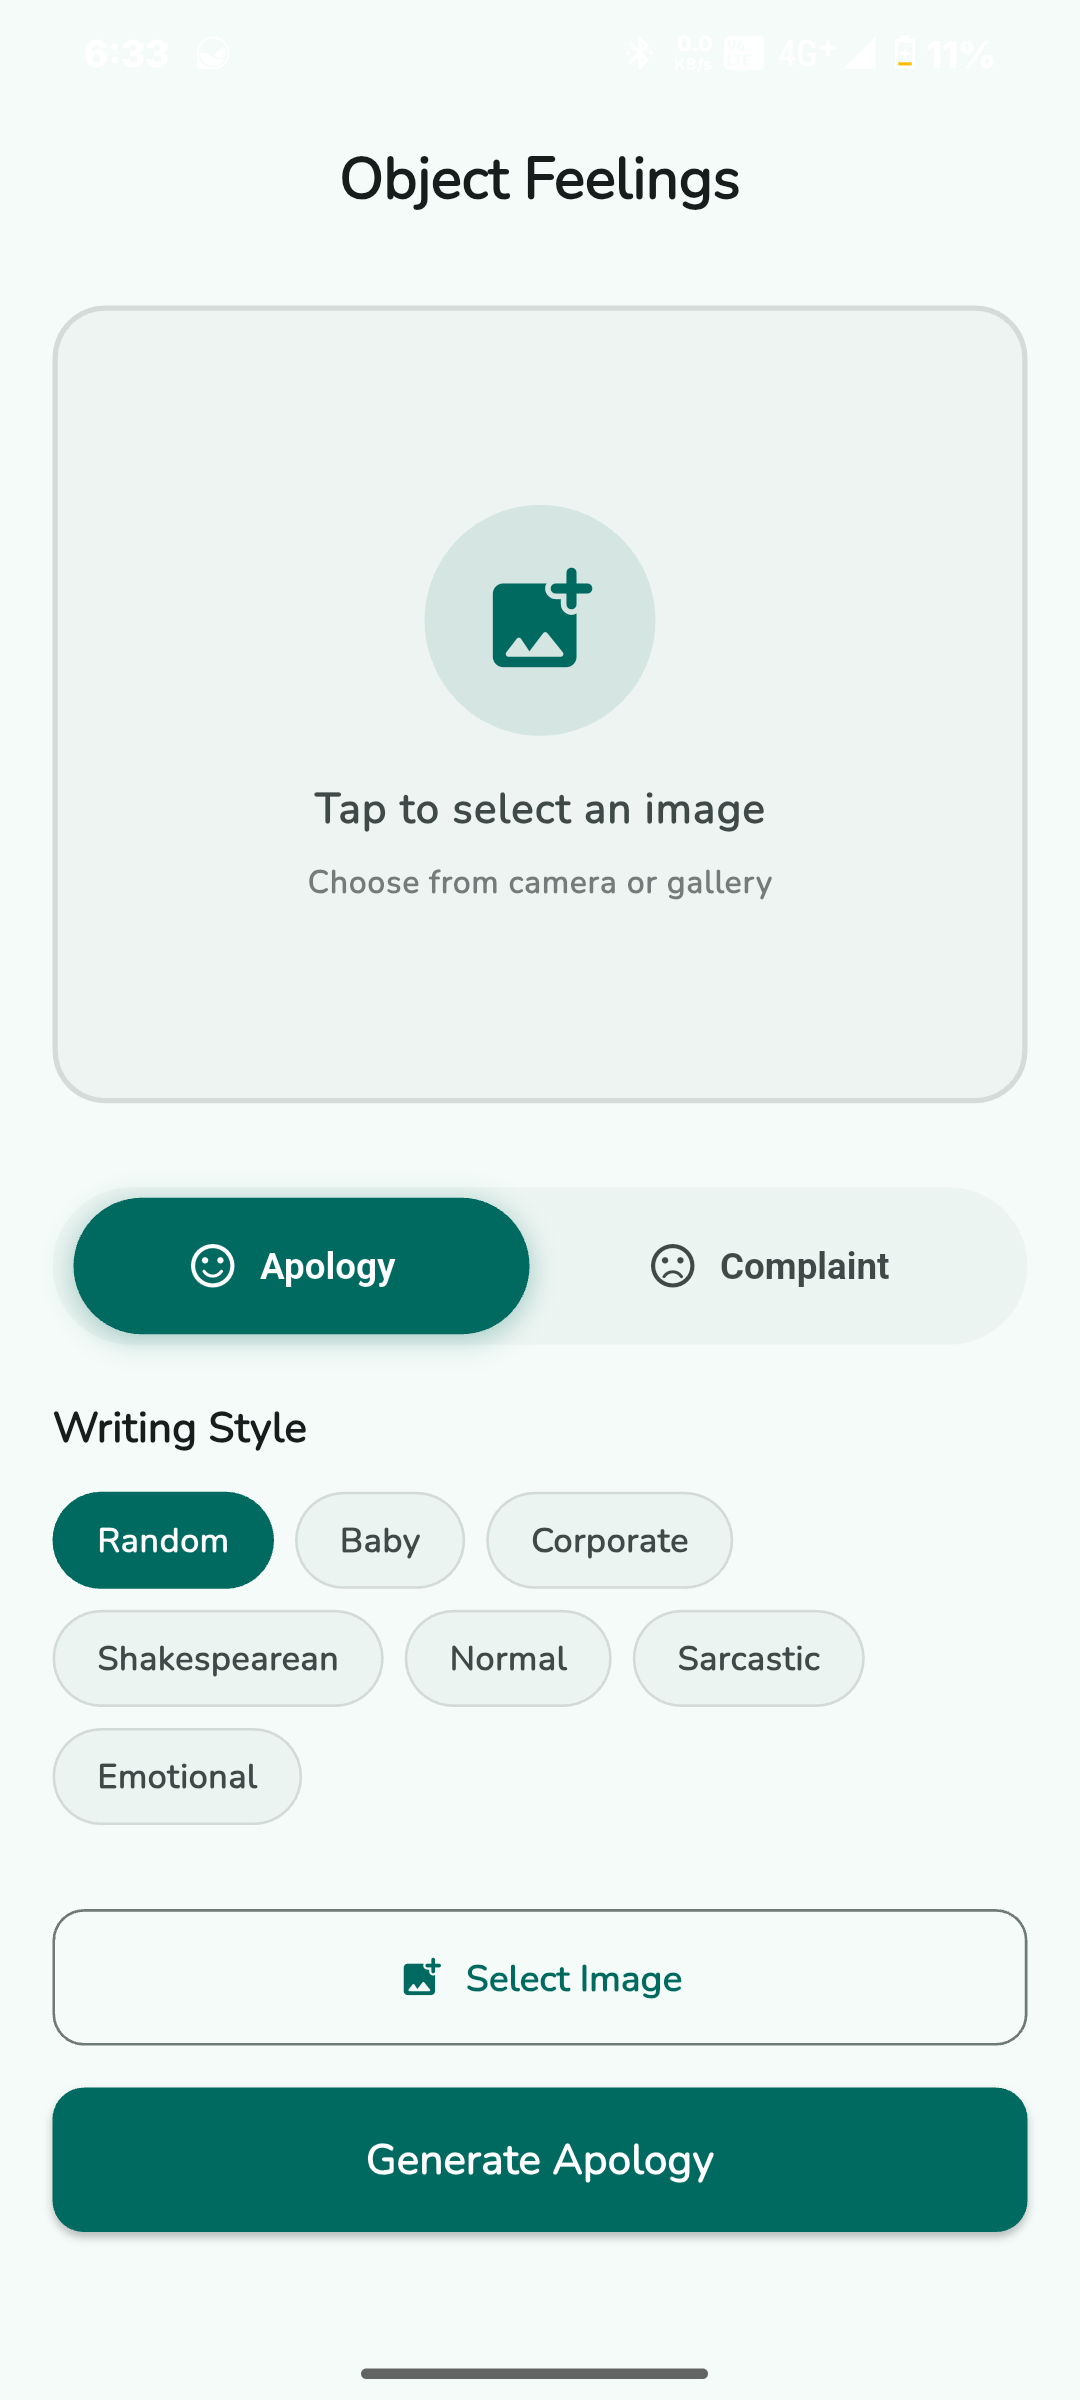 6:33 0.0 KB/s 4G+ 11%
Object Feelings
Tap to select an image
Choose from camera or gallery
Apology Complaint
Writing Style
Random Baby Corporate
Shakespearean Normal Sarcastic
Emotional
Select Image
Generate Apology